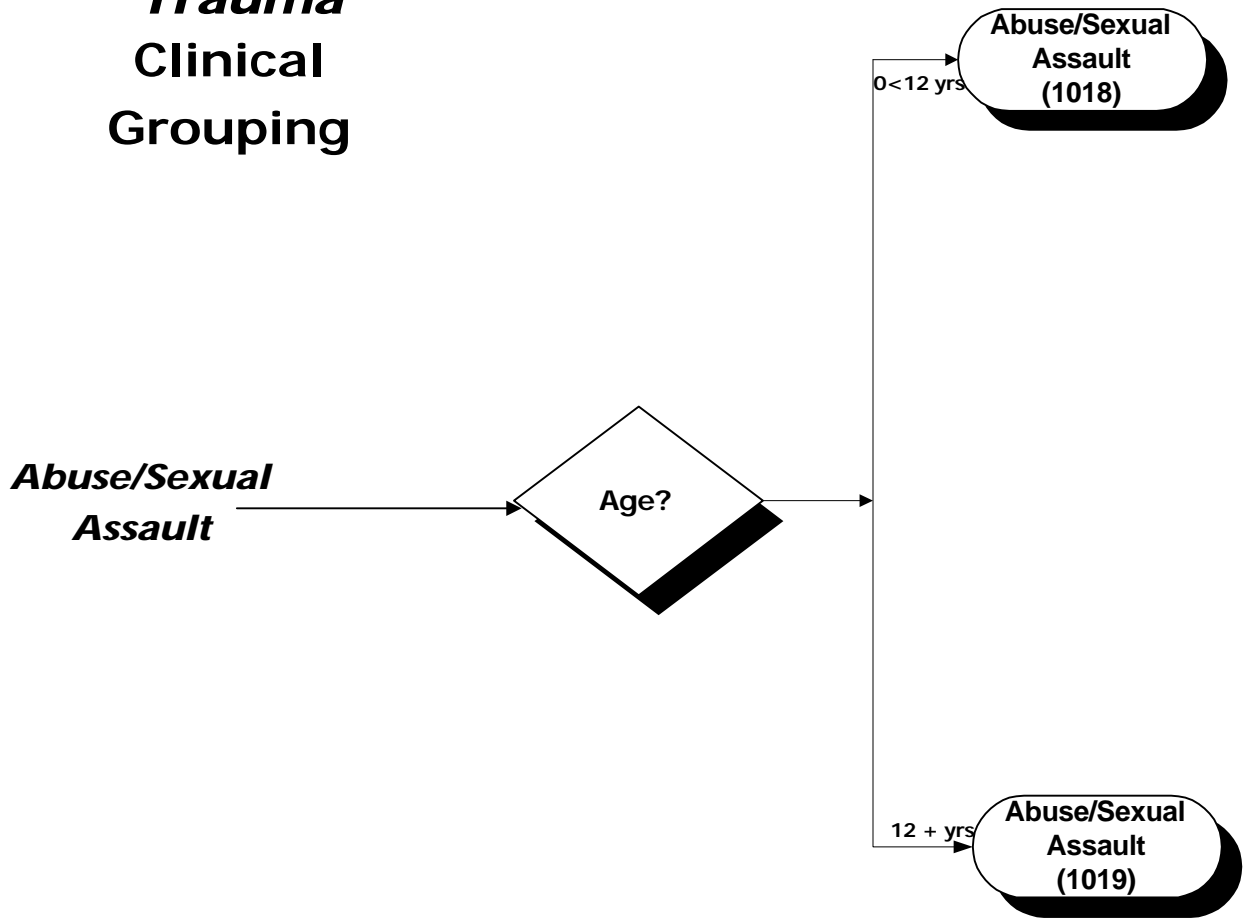 Trauma
Clinical
Grouping
Abuse/Sexual
Assault
(1018)
0<12 yrs
Abuse/Sexual
Assault
Age?
12 + yrs
Abuse/Sexual
Assault
(1019)